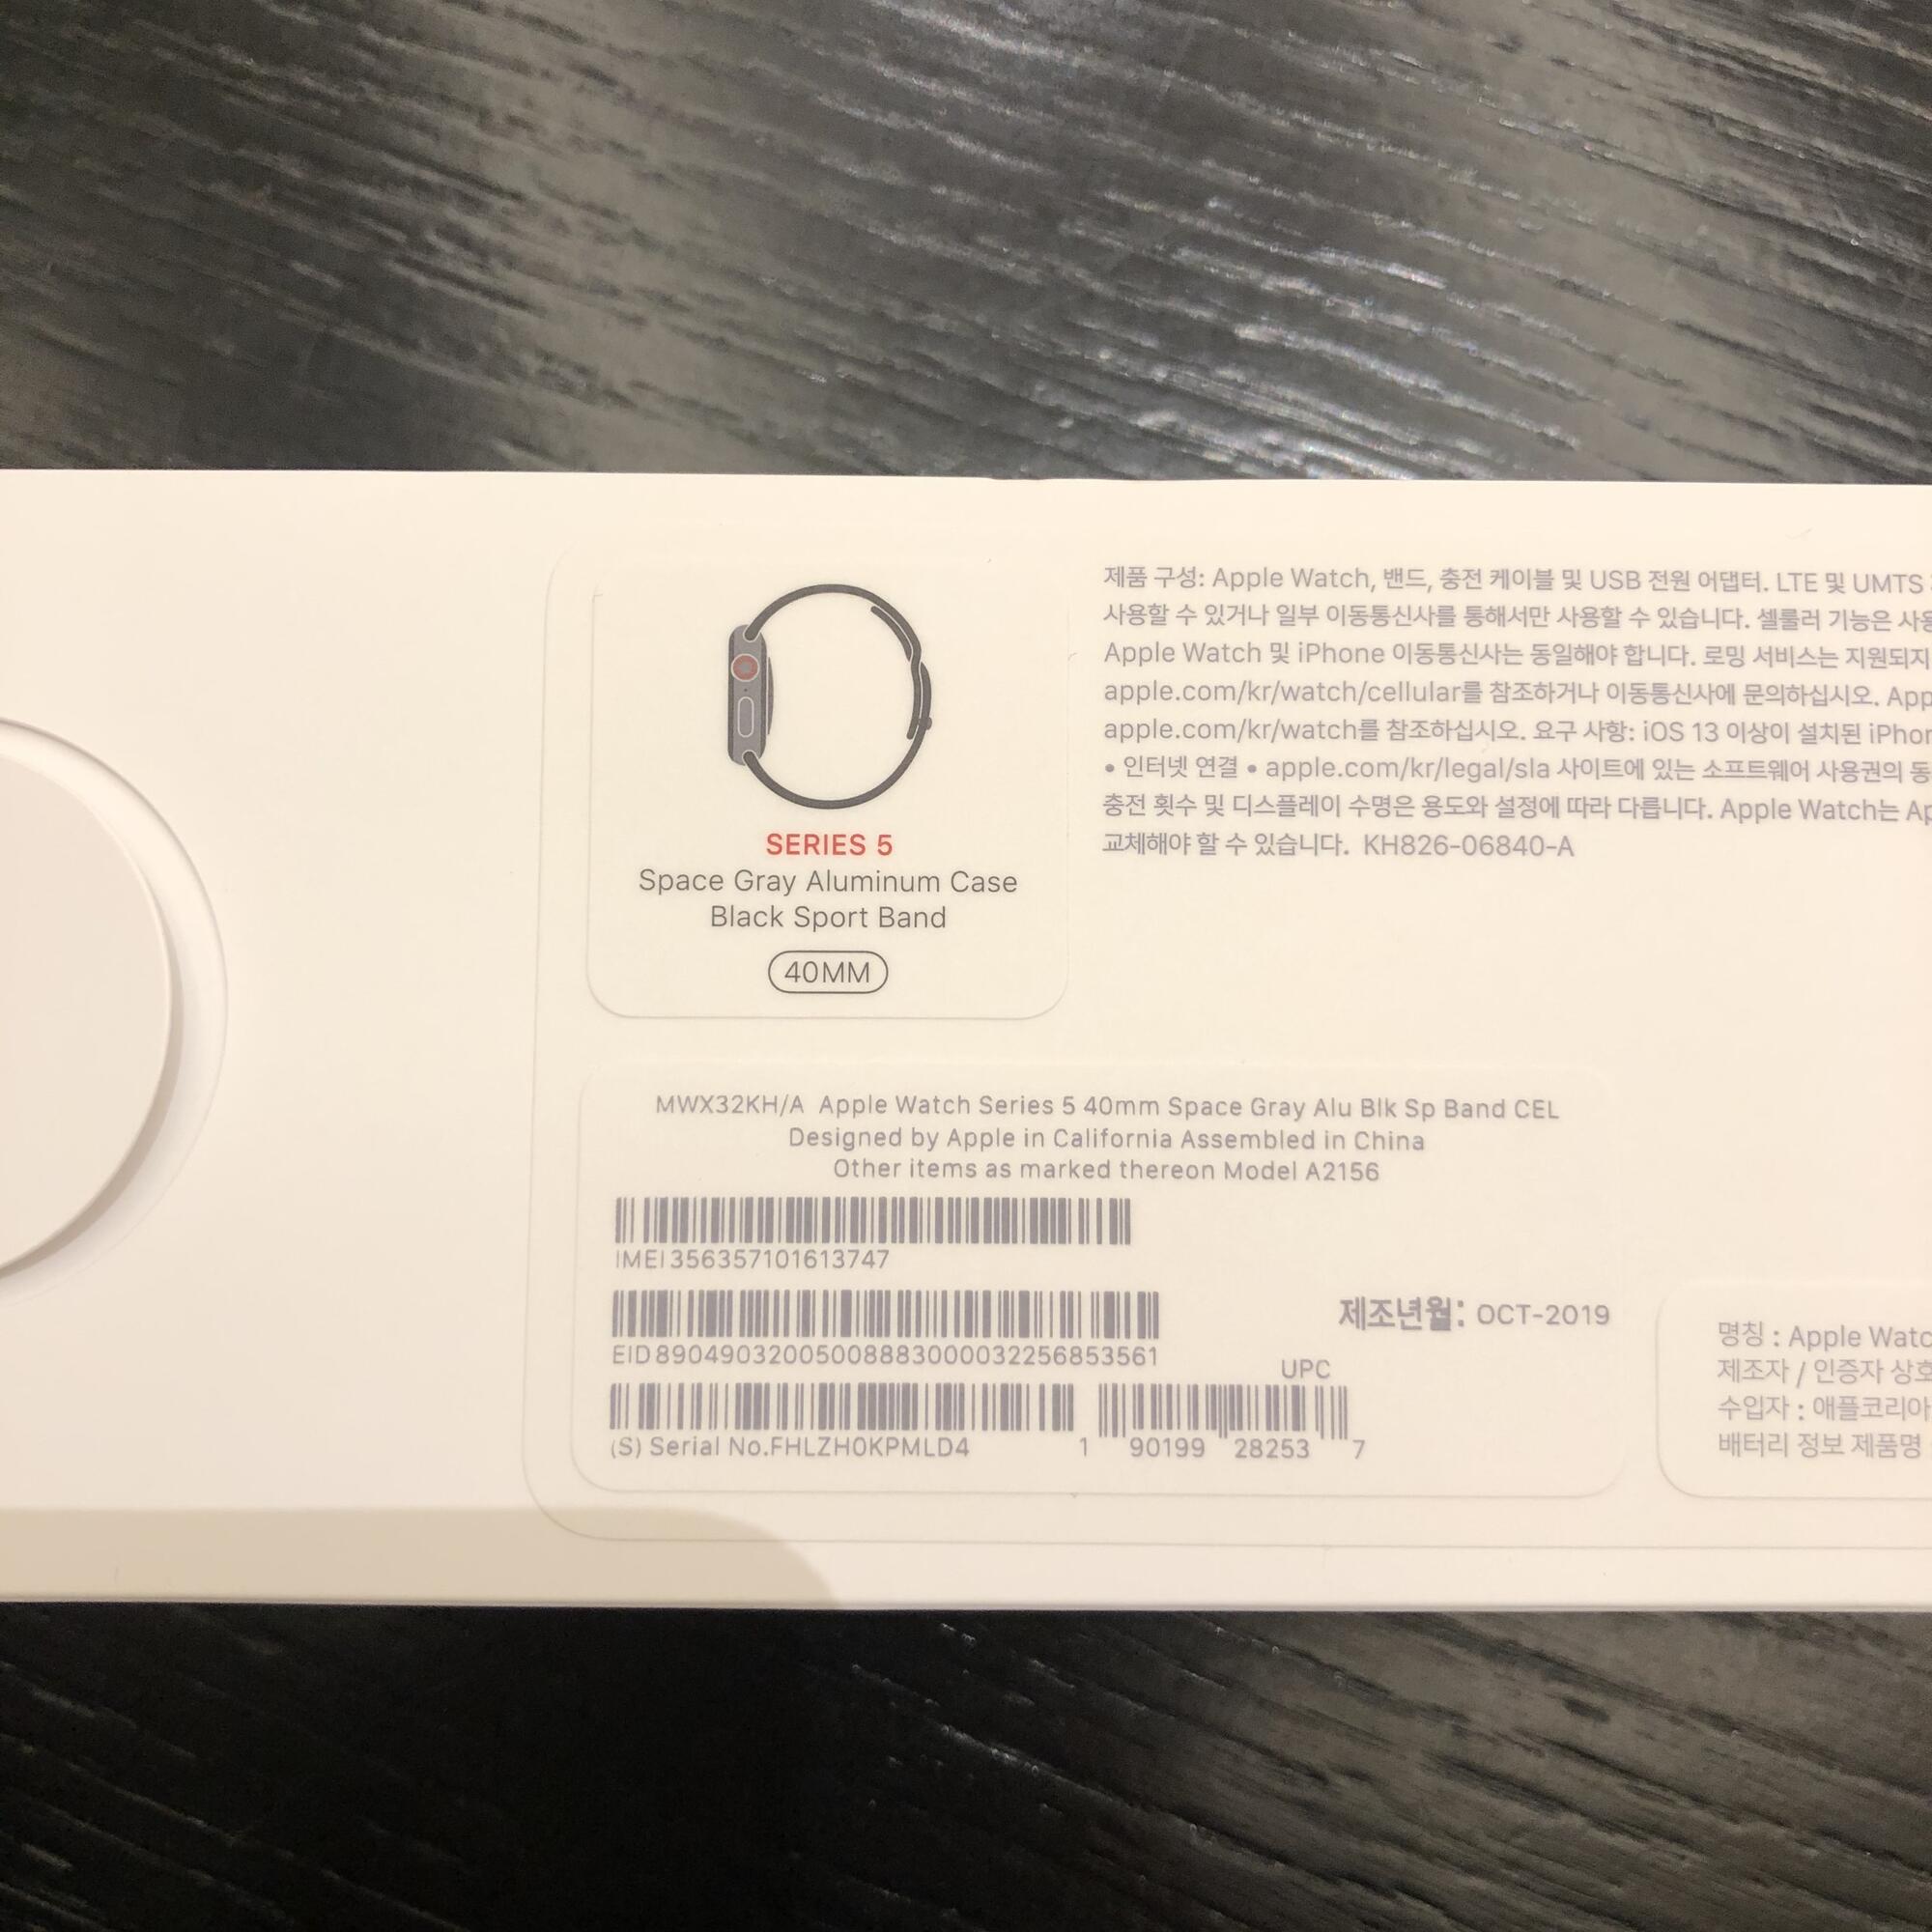 SERIES 5
Space Gray Aluminum Case
Black Sport Band
40MM
제품 구성: Apple Watch, 밴드, 충전 케이블 및 USB 전원 어댑터. LTE 및 UMTS
사용할 수 있거나 일부 이동통신사를 통해서만 사용할 수 있습니다. 셀룰러 기능은
Apple Watch 및 iPhone 이동통신사는 동일해야 합니다. 로밍 서비스는 지원되지
apple.com/kr/watch/cellular를 참조하거나 이동통신사에 문의하십시오.
apple.com/kr/watch를 참조하십시오. 요구 사항: iOS 13 이상이 설치된
• 인터넷 연결 • apple.com/kr/legal/sla 사이트에 있는 소프트웨어 사용권의
충전 횟수 및 디스플레이 수명은 용도와 설정에 따라 다릅니다. Apple Watch는
교체해야 할 수 있습니다. KH826-06840-A
MWX32KH/A Apple Watch Series 5 40mm Space Gray Alu Blk Sp Band CEL
Designed by Apple in California Assembled in China
Other items as marked thereon Model A2156
IMEI 356357101613747
EID 89049032005008883000032256853561
제조년월: OCT-2019
UPC
(S) Serial No.FHLZH0KPMLD4
1 90199 28253 7
명칭 : Apple
제조자 / 인증자
수입자 : 애플코리아
배터리 정보 제품명